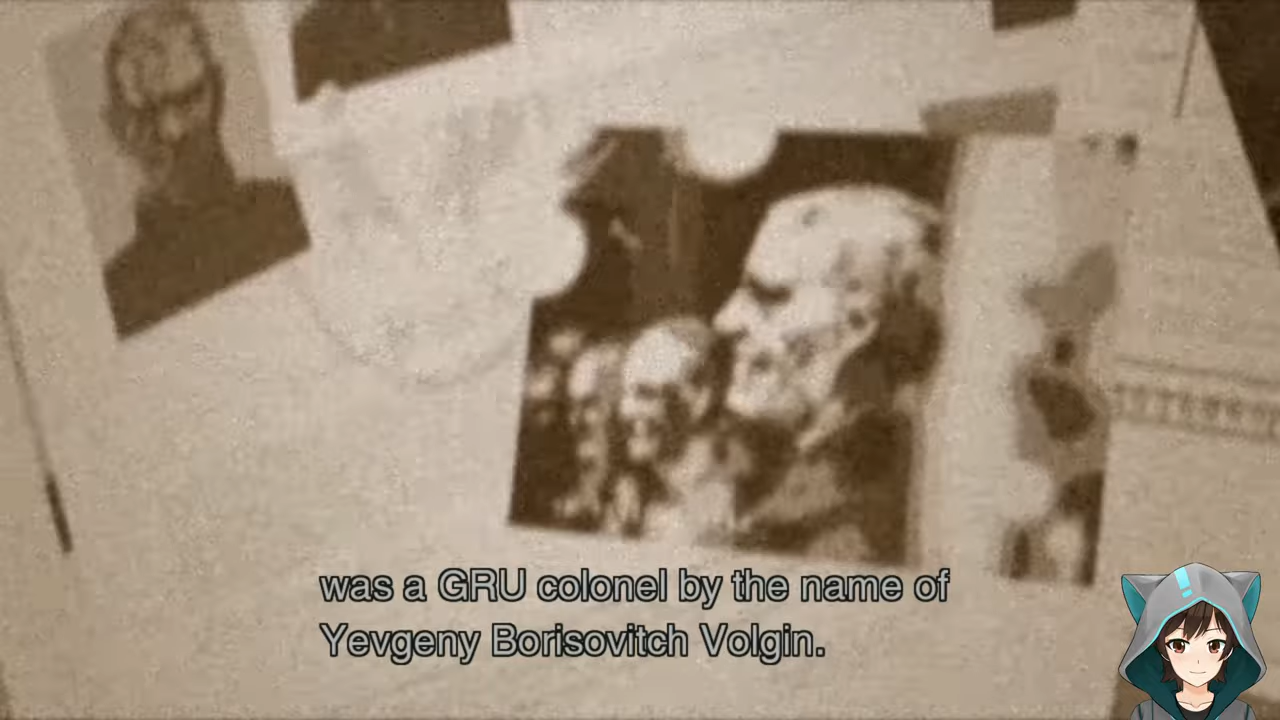 was a GRU colonel by the name of
Yevgeny Borisovitch Volgin.